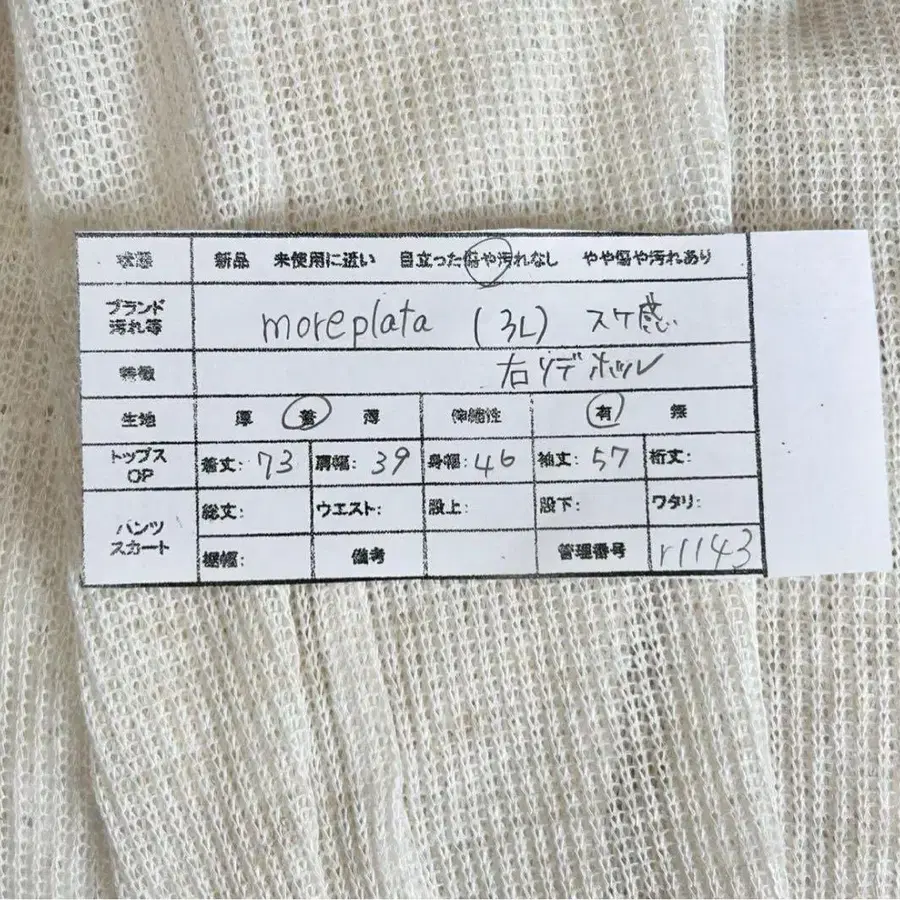 状態 新品 未使用に近い 目立った傷や汚れなし やや傷や汚れあり
ブランド
汚れ等
moreplata (3L) スケ感
特徴
右ソデホツレ
生地 厚 普 薄 伸縮性 有 無
トップス
OP
着丈: 73 肩幅: 39 身幅: 46 袖丈: 57 裄丈:
パンツ
スカート
総丈: ウエスト: 股上: 股下: ワタリ:
裾幅: 備考 管理番号 r1143